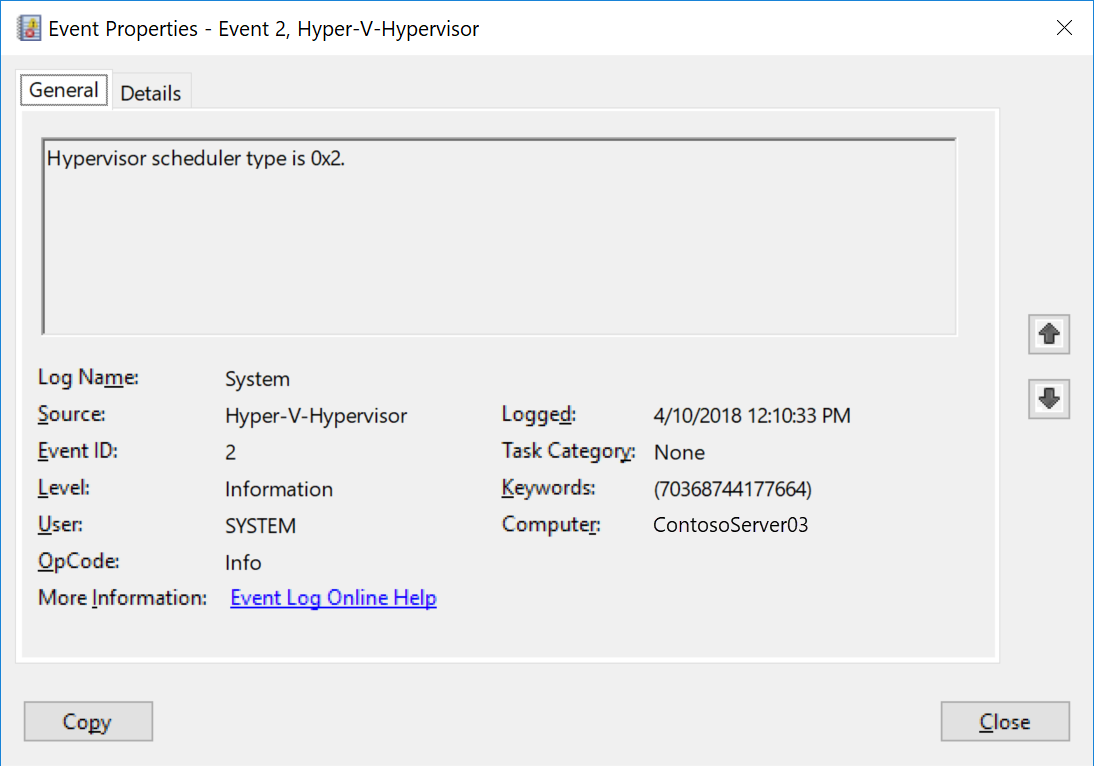 Event Properties - Event 2, Hyper-V-Hypervisor
General Details
Hypervisor scheduler type is 0x2.
Log Name: System
Source: Hyper-V-Hypervisor Logged: 4/10/2018 12:10:33 PM
Event ID: 2 Task Category: None
Level: Information Keywords: (70368744177664)
User: SYSTEM Computer: ContosoServer03
OpCode: Info
More Information: Event Log Online Help
Copy Close